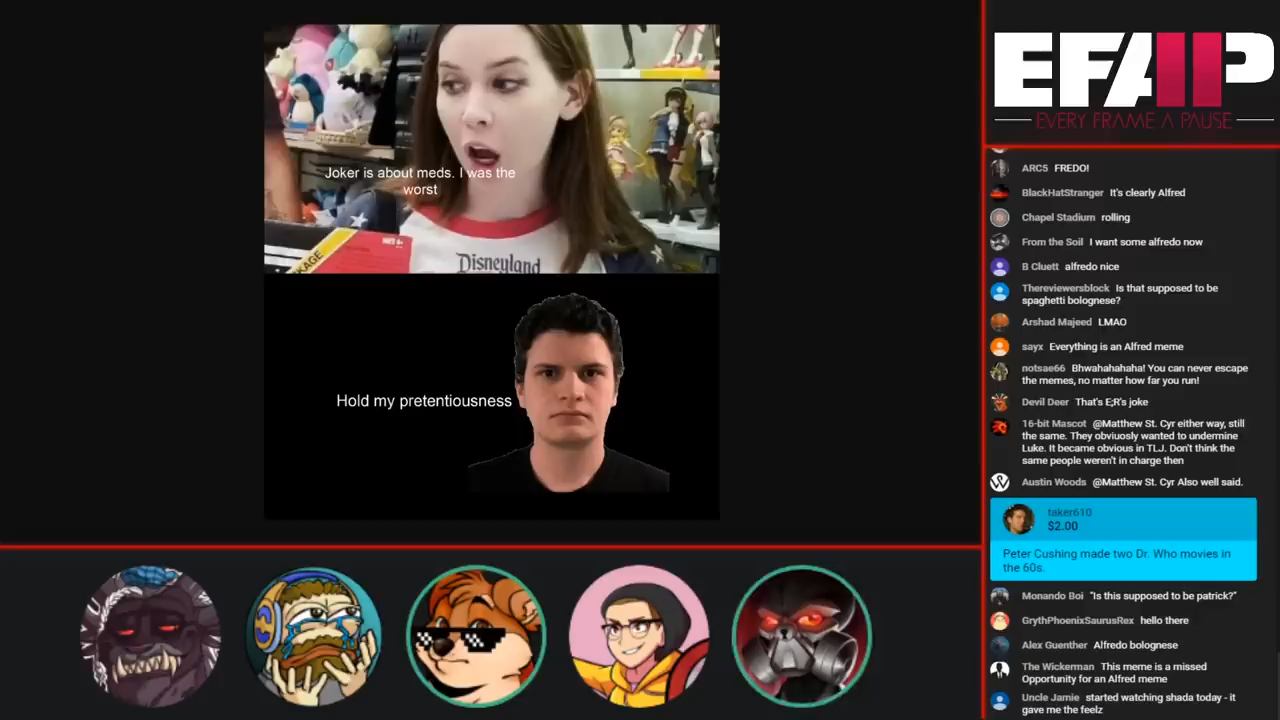 Joker is about meds. I was the
worst
Disneyland
KAGE
Hold my pretentiousness
EFAP
EVERY FRAME A PAUSE
ARC5 FREDO!
BlackHatStranger It's clearly Alfred
Chapel Stadium rolling
From the Soil I want some alfredo now
B Cluett alfredo nice
Thereviewersblock Is that supposed to be
spaghetti bolognese?
Arshad Majeed LMAO
sayx Everything is an Alfred meme
notsae66 Bhwahahahaha! You can never escape
the memes, no matter how far you run!
Devil Deer That's E;R's joke
16-bit Mascot @Matthew St. Cyr either way, still
the same. They obviuosly wanted to undermine
Luke. It became obvious in TLJ. Don't think the
same people weren't in charge then
Austin Woods @Matthew St. Cyr Also well said.
taker610
$2.00
Peter Cushing made two Dr. Who movies in
the 60s.
Monando Boi "Is this supposed to be patrick?"
GrythPhoenixSaurusRex hello there
Alex Guenther Alfredo bolognese
The Wickerman This meme is a missed
Opportunity for an Alfred meme
Uncle Jamie started watching shada today - it
gave me the feelz